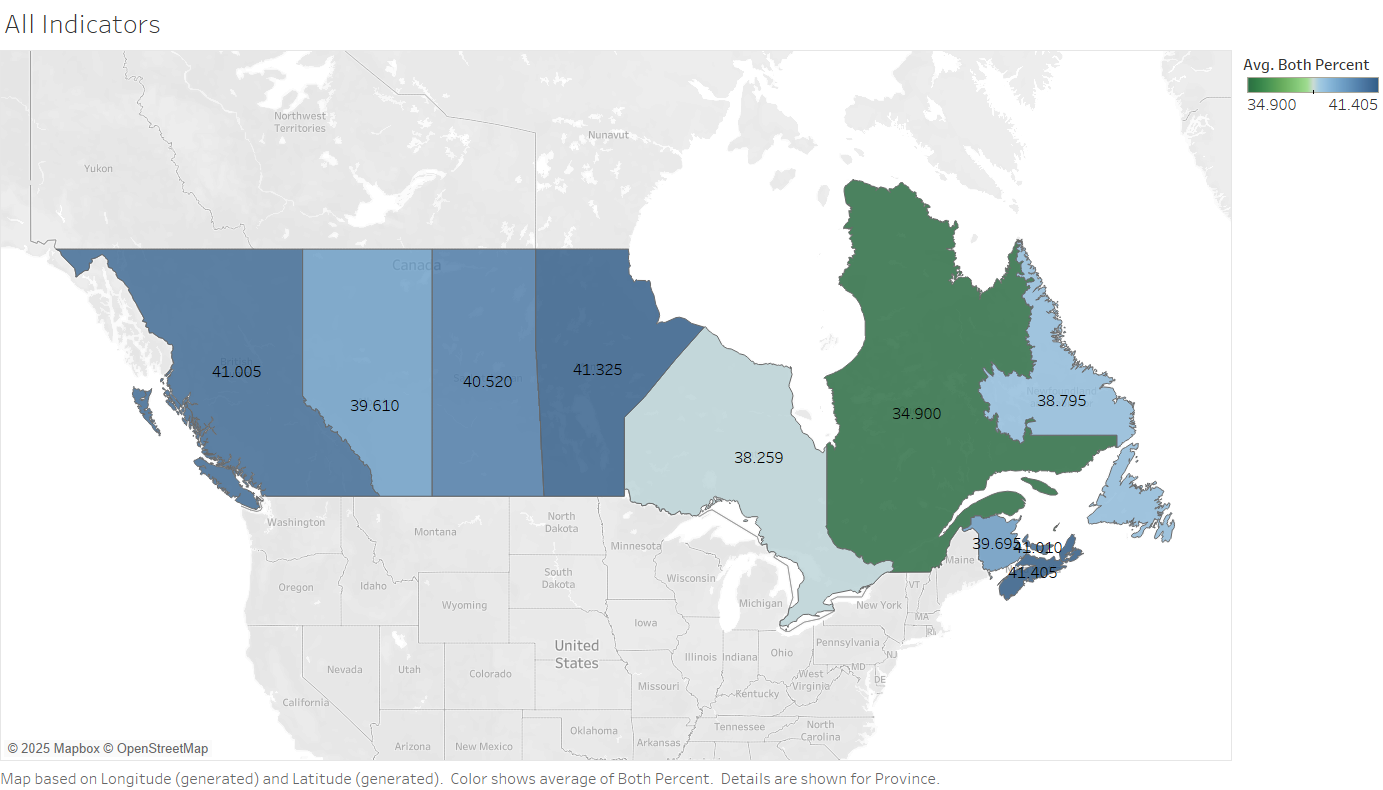 All Indicators
Avg. Both Percent
34.900 41.405
Northwest
Territories
Nunavut
Yukon
Canada
41.005
39.610
40.520
41.325
38.259
34.900
38.795
39.695
41.010
41.405
Washington
Montana
North
Dakota
Minnesota
Maine
Oregon
Idaho
South
Dakota
Wisconsin
Wyoming
Michigan
New York
VT
MA
RI
Iowa
United
States
Nevada
Utah
Colorado
Illinois
Indiana
Ohio
Pennsylvania
NJ
MD
DE
West
Virginia
Missouri
Kentucky
California
Oklahoma
Tennessee
North
Carolina
Arizona
New Mexico
Arkansas
© 2025 Mapbox © OpenStreetMap
Map based on Longitude (generated) and Latitude (generated).  Color shows average of Both Percent.  Details are shown for Province.